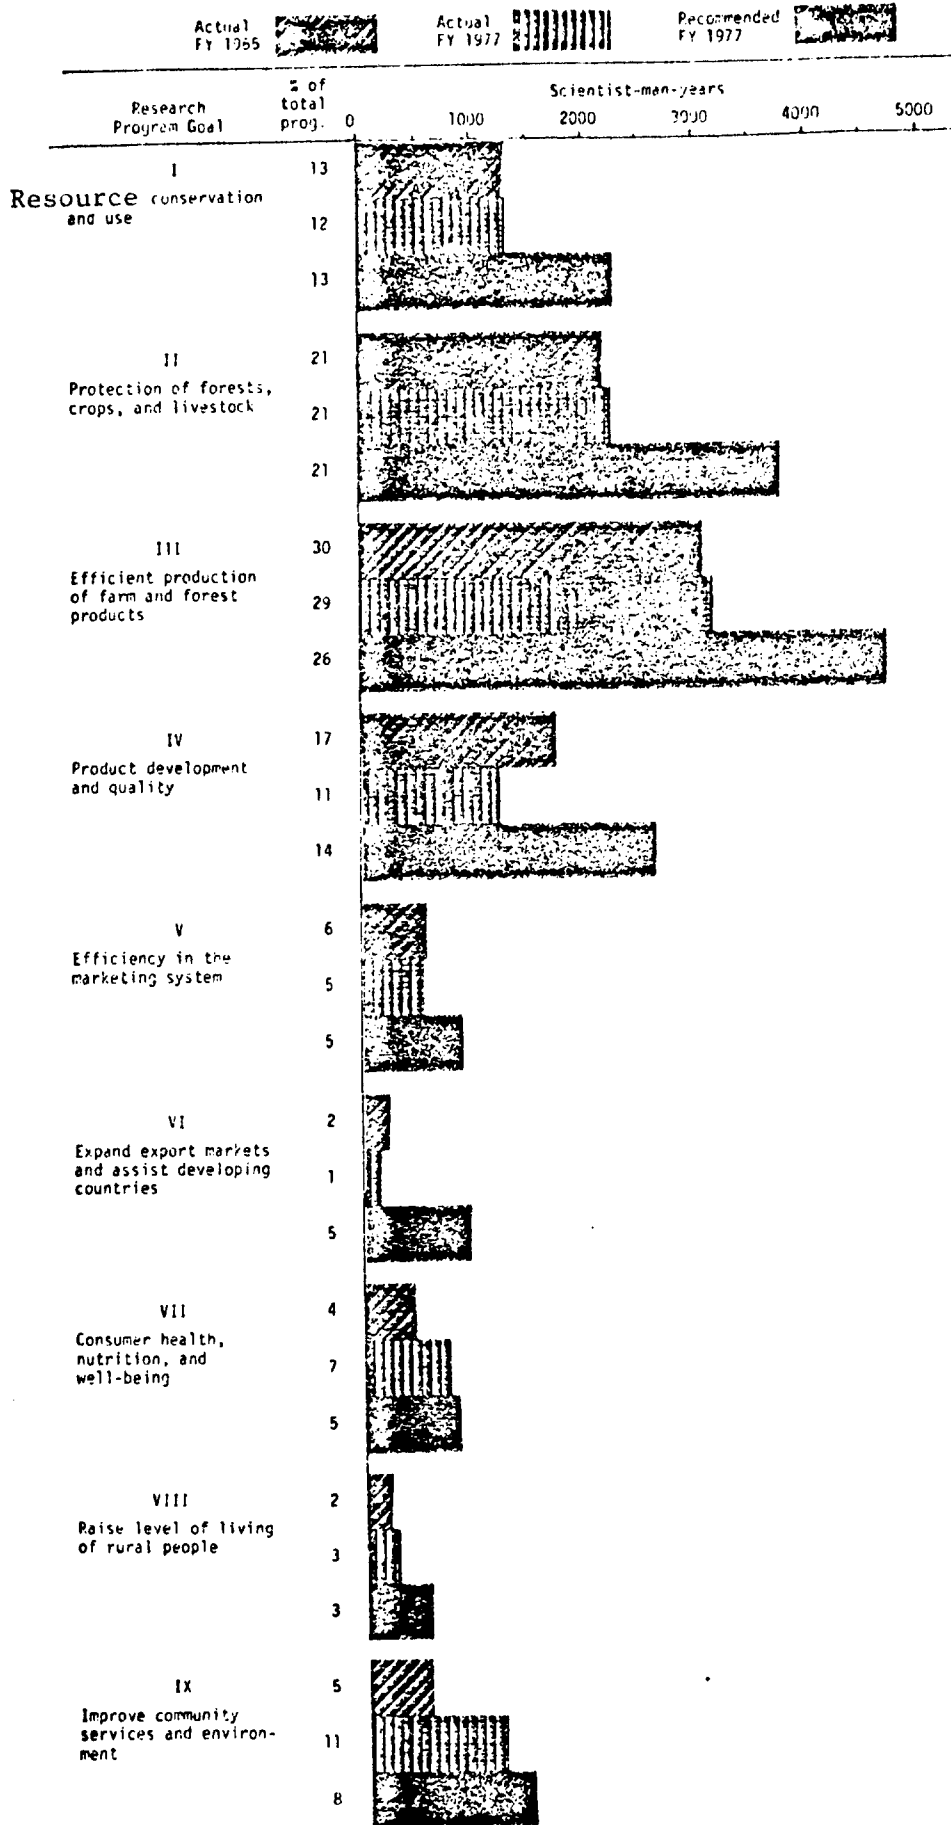 Actual
FY 1965
Actual
FY 1977
Recommended
FY 1977
Research
Program Goal
% of
total
prog.
Scientist-man-years
0 1000 2000 3000 4000 5000
I
Resource conservation
and use
13
12
13
II
Protection of forests,
crops, and livestock
21
21
21
III
Efficient production
of farm and forest
products
30
29
26
IV
Product development
and quality
17
11
14
V
Efficiency in the
marketing system
6
5
5
VI
Expand export markets
and assist developing
countries
2
1
5
VII
Consumer health,
nutrition, and
well-being
4
7
5
VIII
Raise level of living
of rural people
2
3
3
IX
Improve community
services and environ-
ment
5
11
8